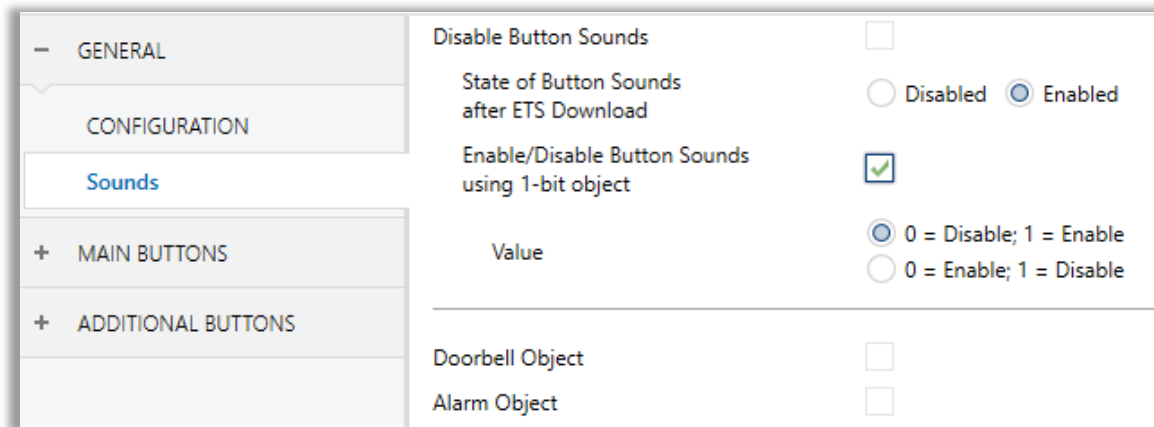 GENERAL
CONFIGURATION
Sounds
MAIN BUTTONS
ADDITIONAL BUTTONS
Disable Button Sounds
State of Button Sounds
after ETS Download
Disabled Enabled
Enable/Disable Button Sounds
using 1-bit object
Value
0 = Disable; 1 = Enable
0 = Enable; 1 = Disable
Doorbell Object
Alarm Object